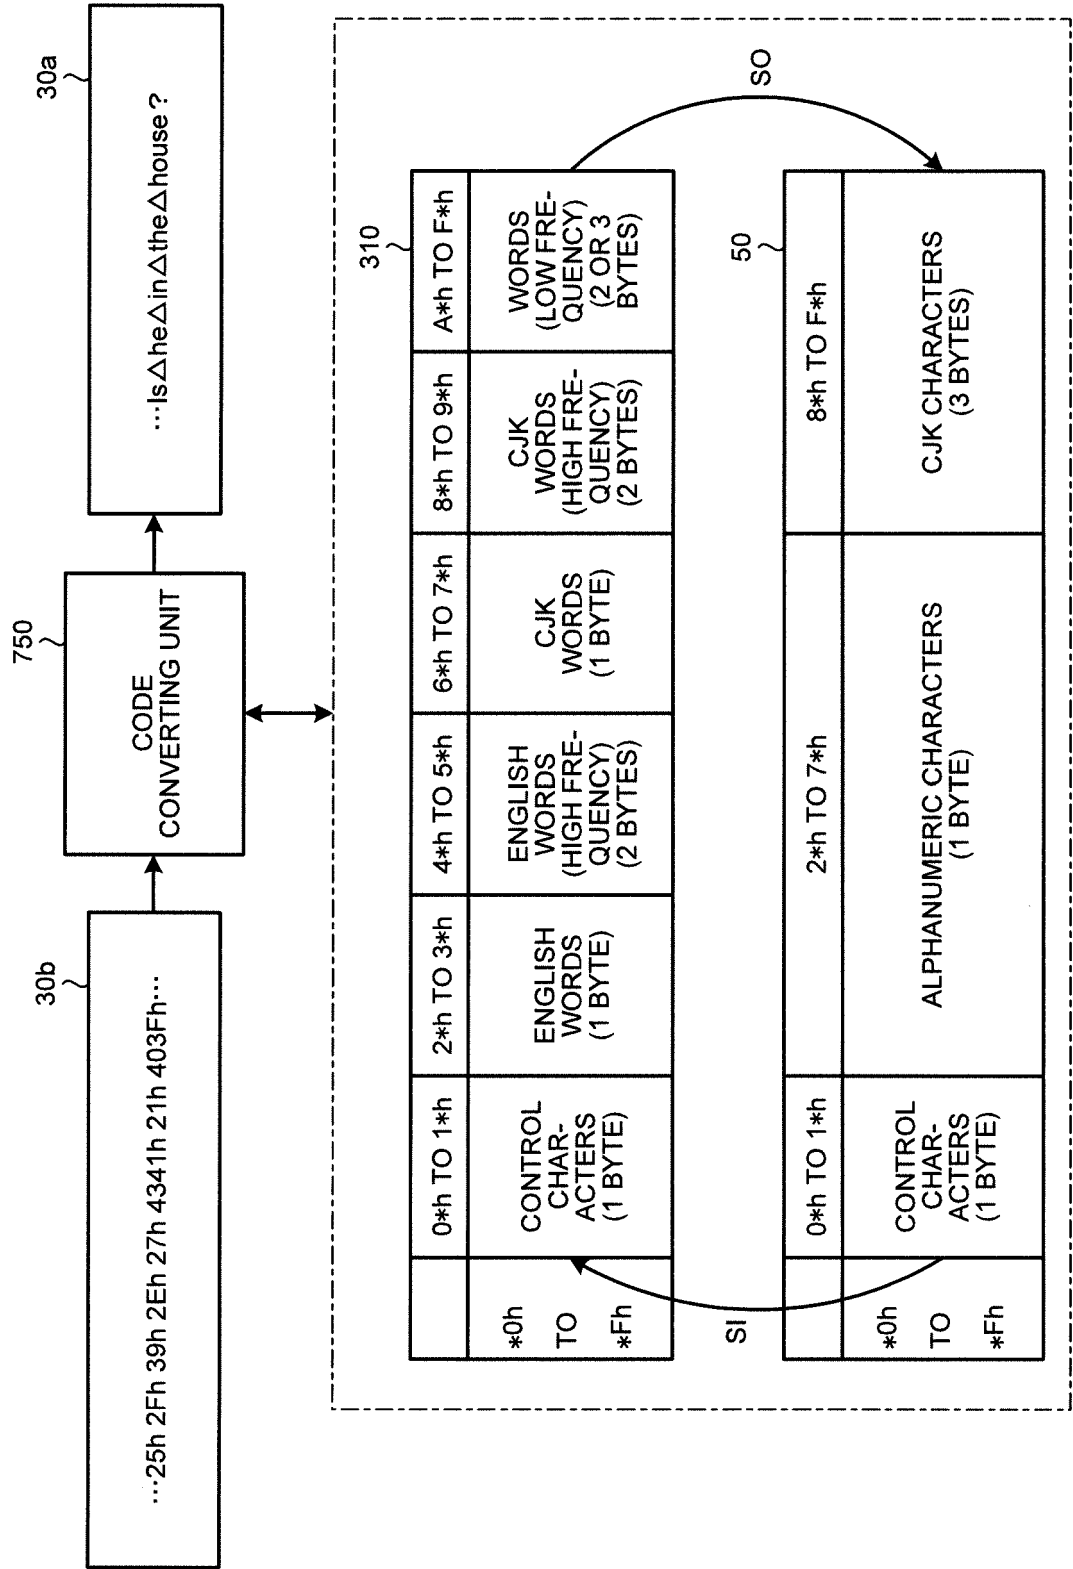 30b
…25h 2Fh 39h 2Eh 27h 4341h 21h 403Fh…
750
CODE
CONVERTING UNIT
30a
…Is△he△in△the△house?
310
0*h TO 1*h
2*h TO 3*h
4*h TO 5*h
6*h TO 7*h
8*h TO 9*h
A*h TO F*h
*0h
TO
*Fh
CONTROL
CHAR-
ACTERS
(1 BYTE)
ENGLISH
WORDS
(1 BYTE)
ENGLISH
WORDS
(HIGH FRE-
QUENCY)
(2 BYTES)
CJK
WORDS
(1 BYTE)
CJK
WORDS
(HIGH FRE-
QUENCY)
(2 BYTES)
WORDS
(LOW FRE-
QUENCY)
(2 OR 3
BYTES)
SI
SO
50
0*h TO 1*h
2*h TO 7*h
8*h TO F*h
*0h
TO
*Fh
CONTROL
CHAR-
ACTERS
(1 BYTE)
ALPHANUMERIC CHARACTERS
(1 BYTE)
CJK CHARACTERS
(3 BYTES)